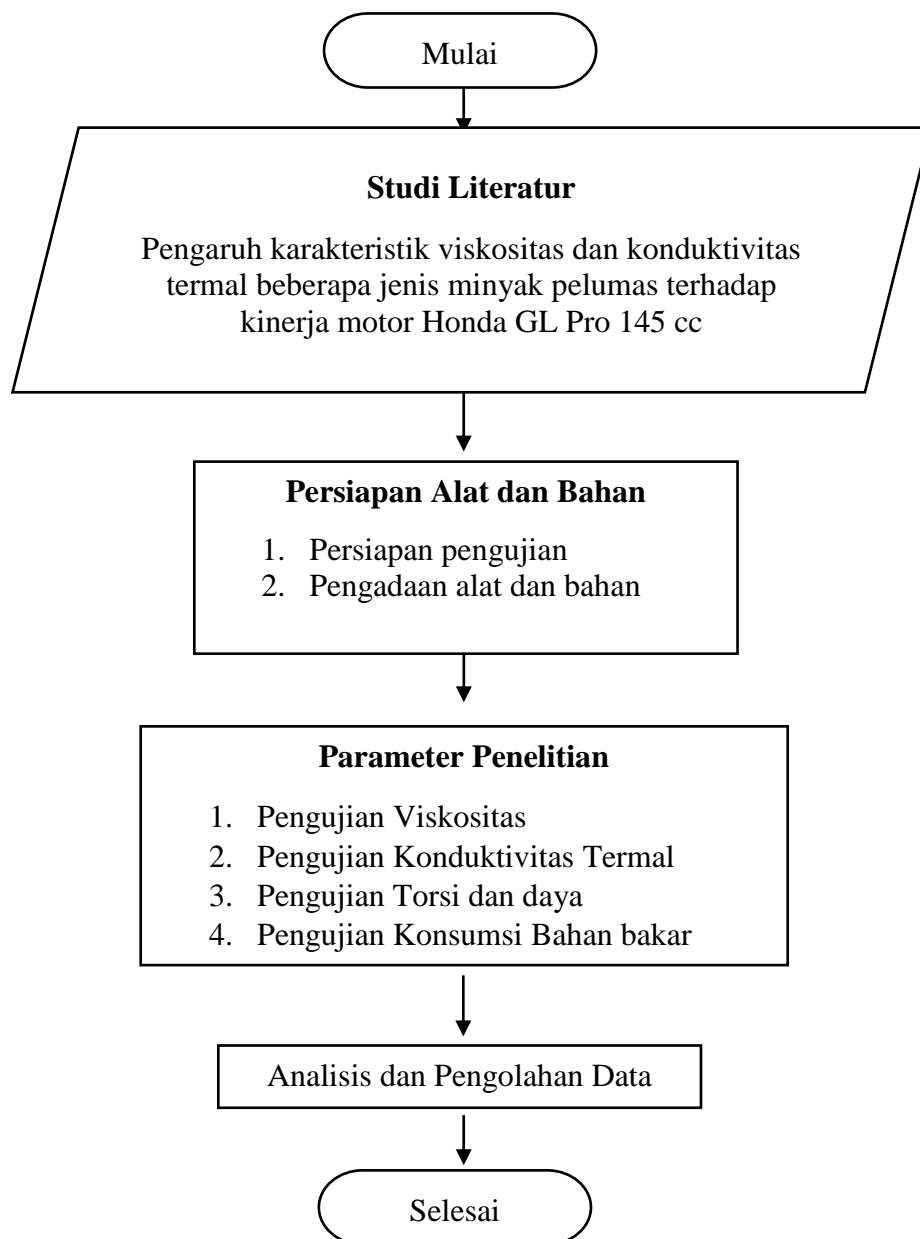 Mulai
Studi Literatur
Pengaruh karakteristik viskositas dan konduktivitas
termal beberapa jenis minyak pelumas terhadap
kinerja motor Honda GL Pro 145 cc
Persiapan Alat dan Bahan
1. Persiapan pengujian
2. Pengadaan alat dan bahan
Parameter Penelitian
1. Pengujian Viskositas
2. Pengujian Konduktivitas Termal
3. Pengujian Torsi dan daya
4. Pengujian Konsumsi Bahan bakar
Analisis dan Pengolahan Data
Selesai